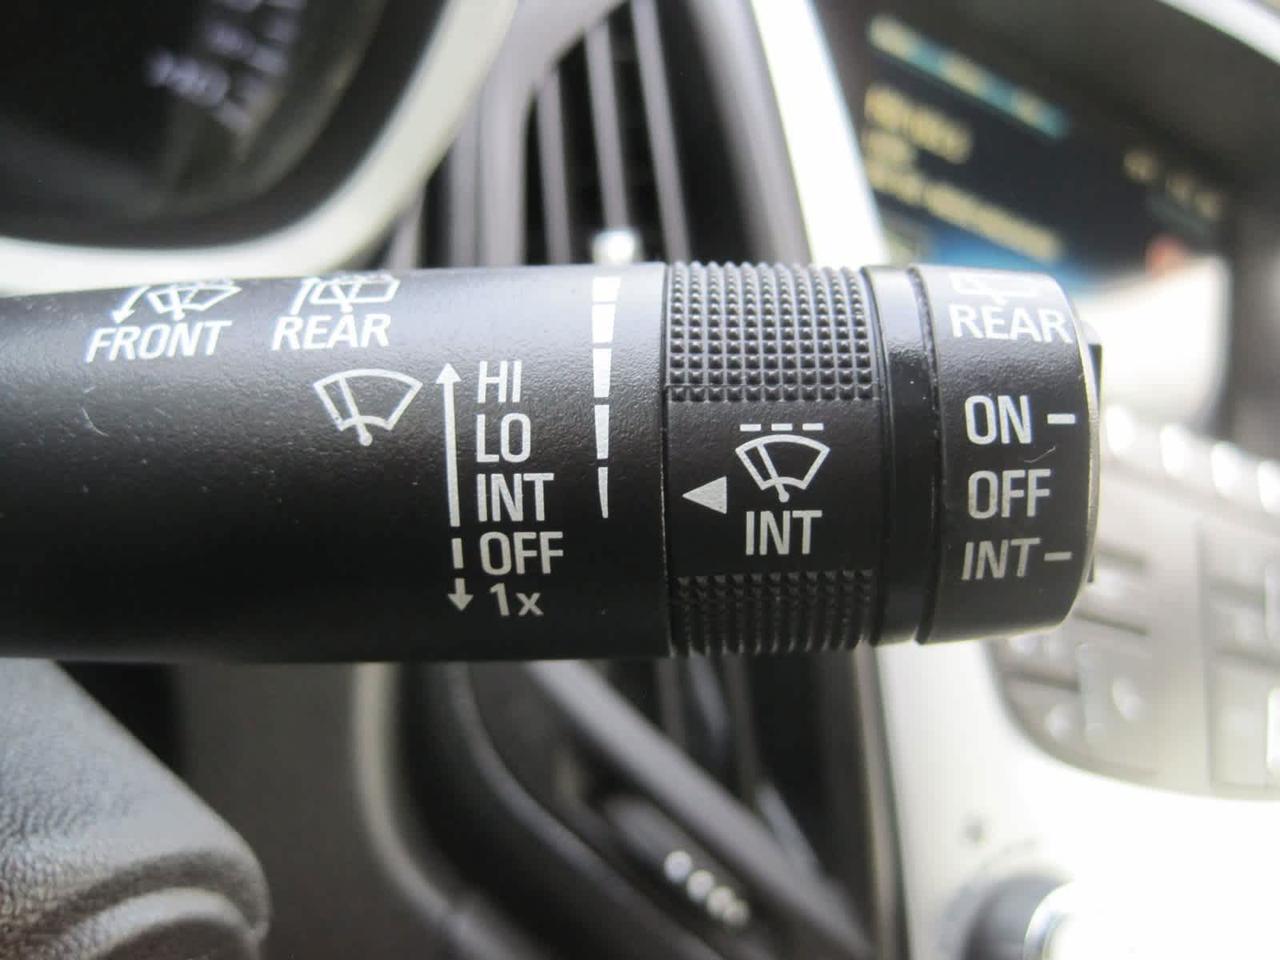 FRONT REAR
HI
LO
INT
OFF
1x
INT
REAR
ON
OFF
INT